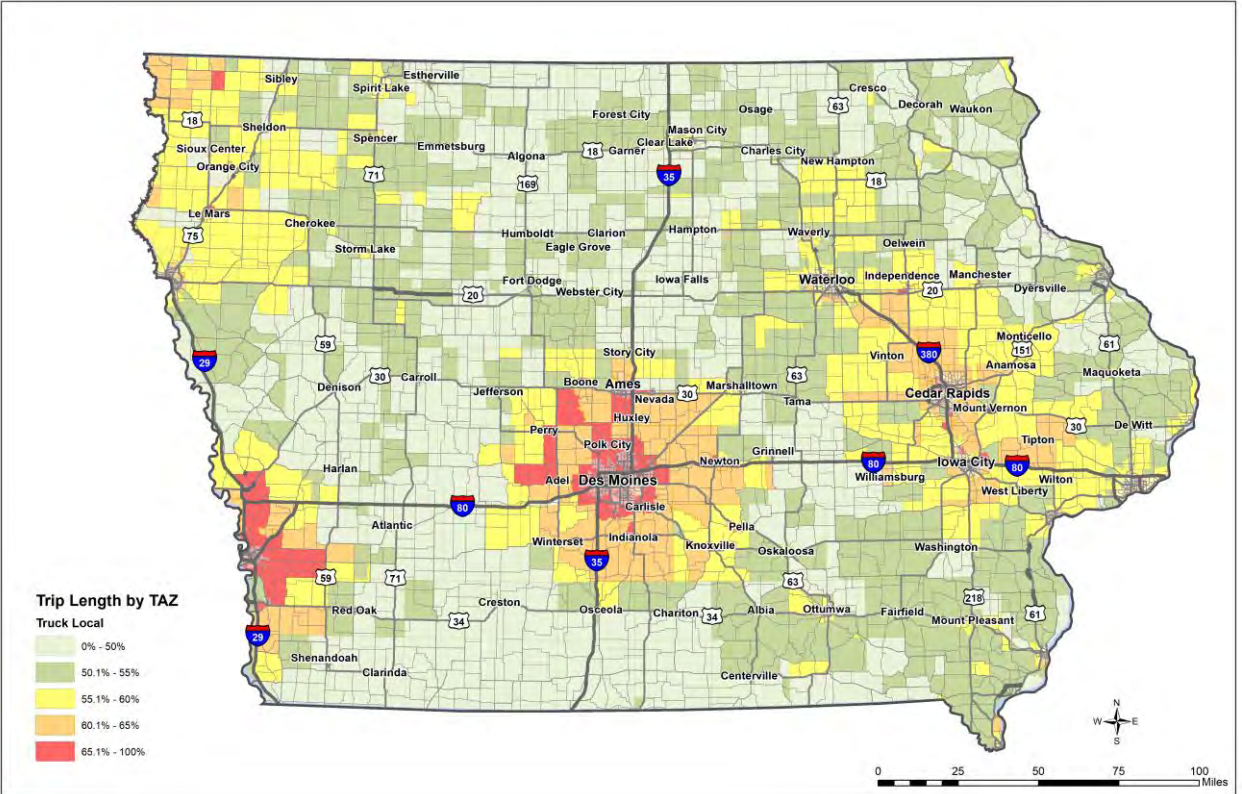 Sibley
Estherville
Spirit Lake
Cresco
63
Decorah
Waukon
Forest City
Osage
18
Sheldon
Mason City
Clear Lake
Spencer
Emmetsburg
Algona
18
Garner
Charles City
Sioux Center
Orange City
New Hampton
71
169
35
18
Le Mars
75
Cherokee
Humboldt
Clarion
Hampton
Waverly
Storm Lake
Eagle Grove
Oelwein
Fort Dodge
Iowa Falls
Waterloo
Independence
Manchester
20
Webster City
20
Dyersville
Monticello
59
Story City
151
61
29
Vinton
380
Anamosa
30
Carroll
Denison
Jefferson
Boone
Ames
Marshalltown
63
Maquoketa
Nevada
30
Tama
Cedar Rapids
Mount Vernon
Huxley
Perry
30
De Witt
Polk City
Tipton
Grinnell
Harlan
Newton
80
Iowa City
80
Adel
Des Moines
Williamsburg
Wilton
West Liberty
80
Carlisle
Atlantic
Pella
Winterset
Indianola
Knoxville
Oskaloosa
Washington
35
59
71
63
218
Red Oak
Creston
Osceola
Chariton
34
Albia
Ottumwa
Fairfield
Mount Pleasant
61
34
29
Shenandoah
Clarinda
Centerville
Trip Length by TAZ
Truck Local
0% - 50%
50.1% - 55%
55.1% - 60%
60.1% - 65%
65.1% - 100%
N
W
E
S
0
25
50
75
100
Miles